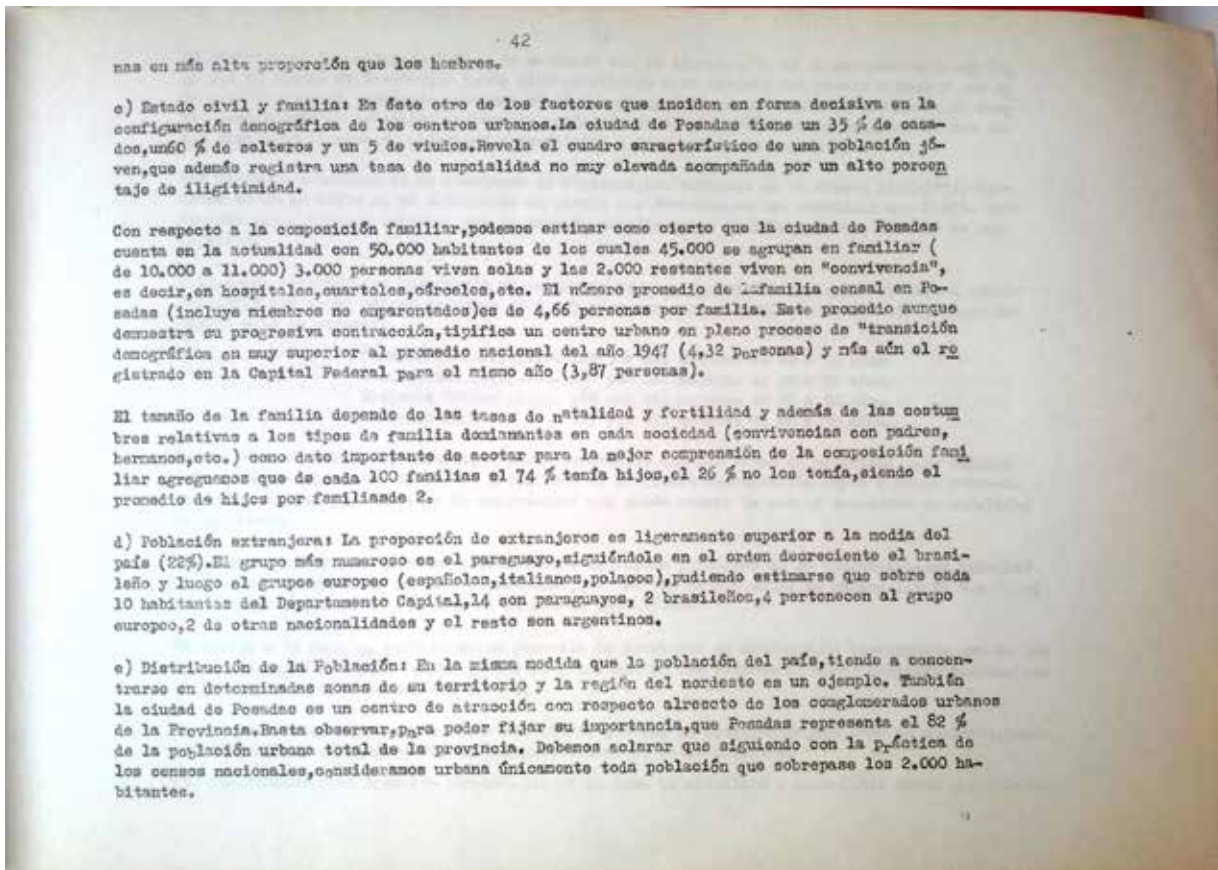 42
nas en más alta proporción que los hombres.
c) Estado civil y familia: Es éste otro de los factores que inciden en forma decisiva en la
configuración demográfica de los centros urbanos.La ciudad de Posadas tiene un 35 % de casa-
dos,un60 % de solteros y un 5 de viudos.Revela el cuadro característico de una población jó-
ven,que además registra una tasa de nupcialidad no muy elevada acompañada por un alto porcen
taje de iligitimidad.
Con respecto a la composición familiar,podemos estimar como cierto que la ciudad de Posadas
cuenta en la actualidad con 50.000 habitantes de los cuales 45.000 se agrupan en familiar (
de 10.000 a 11.000) 3.000 personas viven solas y las 2.000 restantes viven en "convivencia",
es decir,en hospitales,cuarteles,cárceles,etc. El número promedio de lafamilia censal en Po-
sadas (incluye miembros no emparentados)es de 4,66 personas por familia. Este promedio aunque
demuestra su progresiva contracción,tipifica un centro urbano en pleno proceso de "transición
demográfica en muy superior al promedio nacional del año 1947 (4,32 personas) y más aún el re
gistrado en la Capital Federal para el mismo año (3,87 personas).
El tamaño de la familia depende de las tasas de natalidad y fertilidad y además de las costum
bres relativas a los tipos de familia dominantes en cada sociedad (convivencias con padres,
hermanos,etc.) como dato importante de acotar para la mejor comprensión de la composición fami
liar agreguemos que de cada 100 familias el 74 % tenía hijos,el 26 % no los tenía,siendo el
promedio de hijos por familiasde 2.
d) Población extranjera: La proporción de extranjeros es ligeramente superior a la media del
país (22%).El grupo más numeroso es el paraguayo,siguiéndole en el orden decreciente el brasi-
leño y luego el grupos europeo (españoles,italianos,polacos),pudiendo estimarse que sobre cada
10 habitantes del Departamento Capital,14 son paraguayos, 2 brasileños,4 pertenecen al grupo
europeo,2 de otras nacionalidades y el resto son argentinos.
e) Distribución de la Población: En la misma medida que la población del país,tiende a concen-
trarse en determinadas zonas de su territorio y la región del nordeste es un ejemplo. También
la ciudad de Posadas es un centro de atracción con respecto alresto de los conglomerados urbanos
de la Provincia.Basta observar,para poder fijar su importancia,que Posadas representa el 82 %
de la población urbana total de la provincia. Debemos aclarar que siguiendo con la práctica de
los censos nacionales,consideramos urbana únicamente toda población que sobrepase los 2.000 ha-
bitantes.